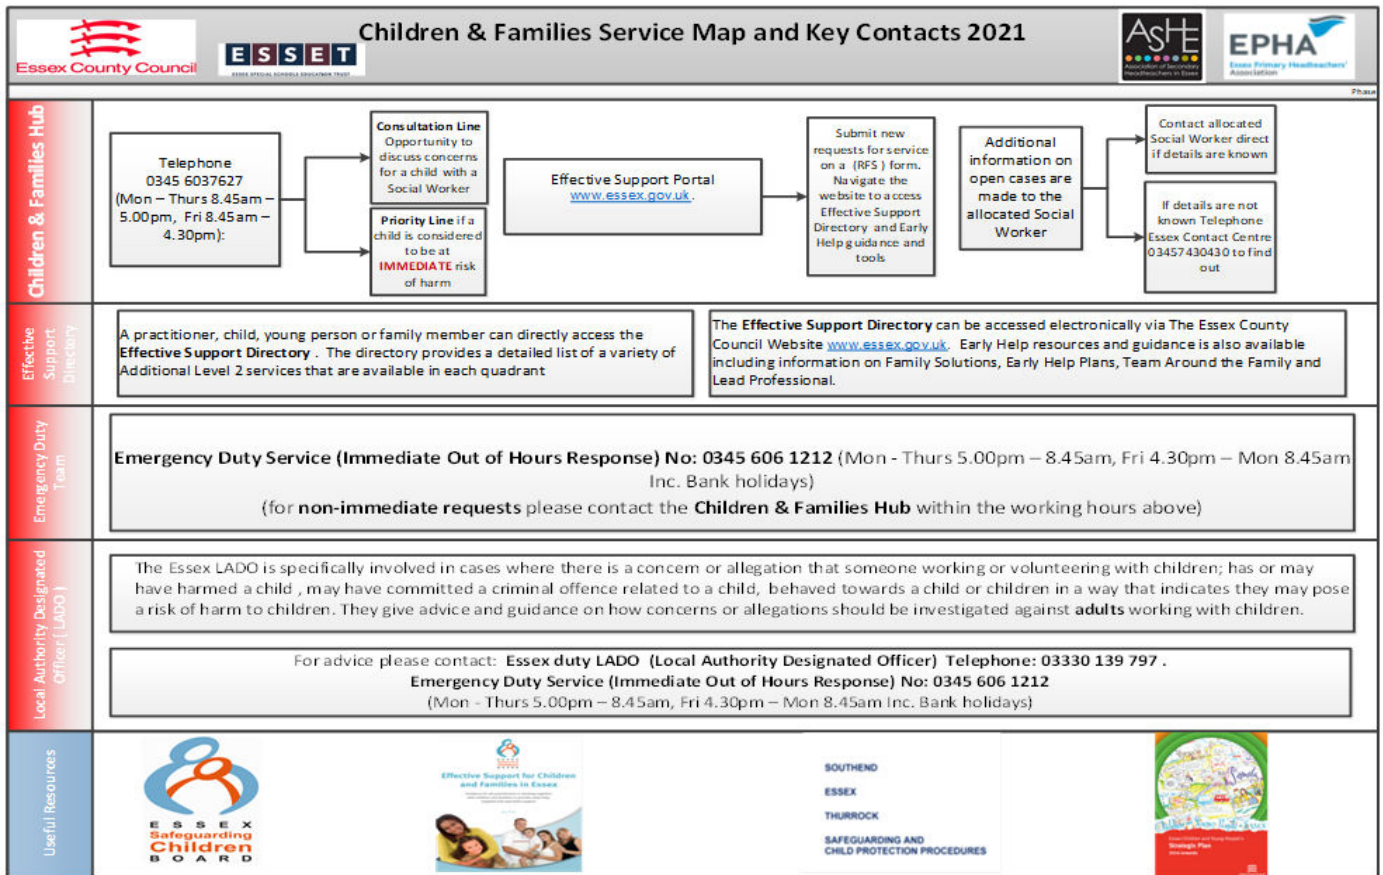 Children & Families Service Map and Key Contacts 2021
Essex County Council
ESSET
ESSEX SPECIAL SCHOOLS EDUCATION TRUST
ASHE
Association of Secondary
Headteachers in Essex
EPHA
Essex Primary Headteachers'
Association
Phase
Children & Families Hub
Telephone
0345 6037627
(Mon – Thurs 8.45am –
5.00pm, Fri 8.45am –
4.30pm):
Consultation Line
Opportunity to
discuss concerns
for a child with a
Social Worker
Priority Line if a
child is considered
to be at
IMMEDIATE risk
of harm
Effective Support Portal
www.essex.gov.uk.
Submit new
requests for service
on a (RFS) form.
Navigate the
website to access
Effective Support
Directory and Early
Help guidance and
tools
Additional
information on
open cases are
made to the
allocated Social
Worker
Contact allocated
Social Worker direct
if details are known
If details are not
known Telephone
Essex Contact Centre
03457430430 to find
out
Effective
Support
Directory
A practitioner, child, young person or family member can directly access the
Effective Support Directory . The directory provides a detailed list of a variety of
Additional Level 2 services that are available in each quadrant
The Effective Support Directory can be accessed electronically via The Essex County
Council Website www.essex.gov.uk. Early Help resources and guidance is also available
including information on Family Solutions, Early Help Plans, Team Around the Family and
Lead Professional.
Emergency Duty
Team
Emergency Duty Service (Immediate Out of Hours Response) No: 0345 606 1212 (Mon - Thurs 5.00pm – 8.45am, Fri 4.30pm – Mon 8.45am
Inc. Bank holidays)
(for non-immediate requests please contact the Children & Families Hub within the working hours above)
Local Authority Designated
Officer ( LADO )
The Essex LADO is specifically involved in cases where there is a concern or allegation that someone working or volunteering with children; has or may
have harmed a child , may have committed a criminal offence related to a child, behaved towards a child or children in a way that indicates they may pose
a risk of harm to children. They give advice and guidance on how concerns or allegations should be investigated against adults working with children.
For advice please contact: Essex duty LADO (Local Authority Designated Officer) Telephone: 03330 139 797 .
Emergency Duty Service (Immediate Out of Hours Response) No: 0345 606 1212
(Mon - Thurs 5.00pm – 8.45am, Fri 4.30pm – Mon 8.45am Inc. Bank holidays)
Useful Resources
ESSEX
Safeguarding
Children
BOARD
Effective Support for Children
and Families in Essex
SOUTHEND
ESSEX
THURROCK
SAFEGUARDING AND
CHILD PROTECTION PROCEDURES
Strategic Plan